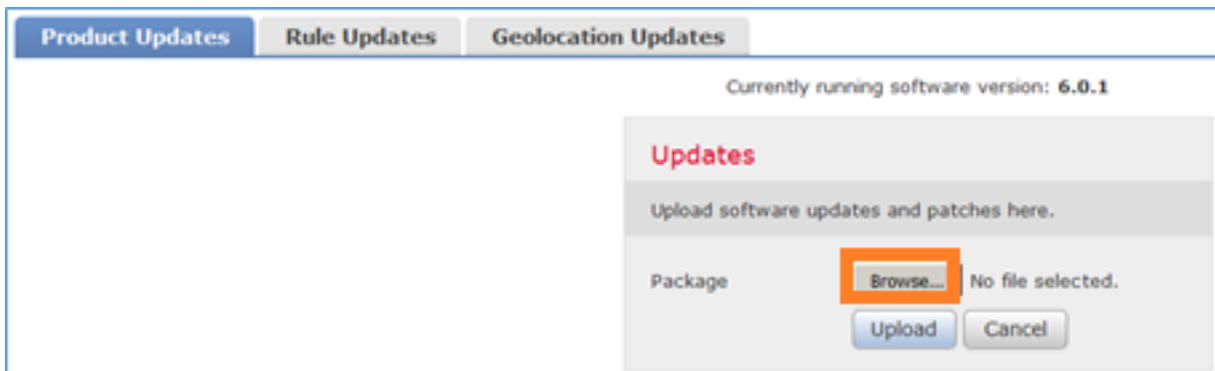 Product Updates Rule Updates Geolocation Updates
Currently running software version: 6.0.1
Updates
Upload software updates and patches here.
Package Browse... No file selected.
Upload Cancel